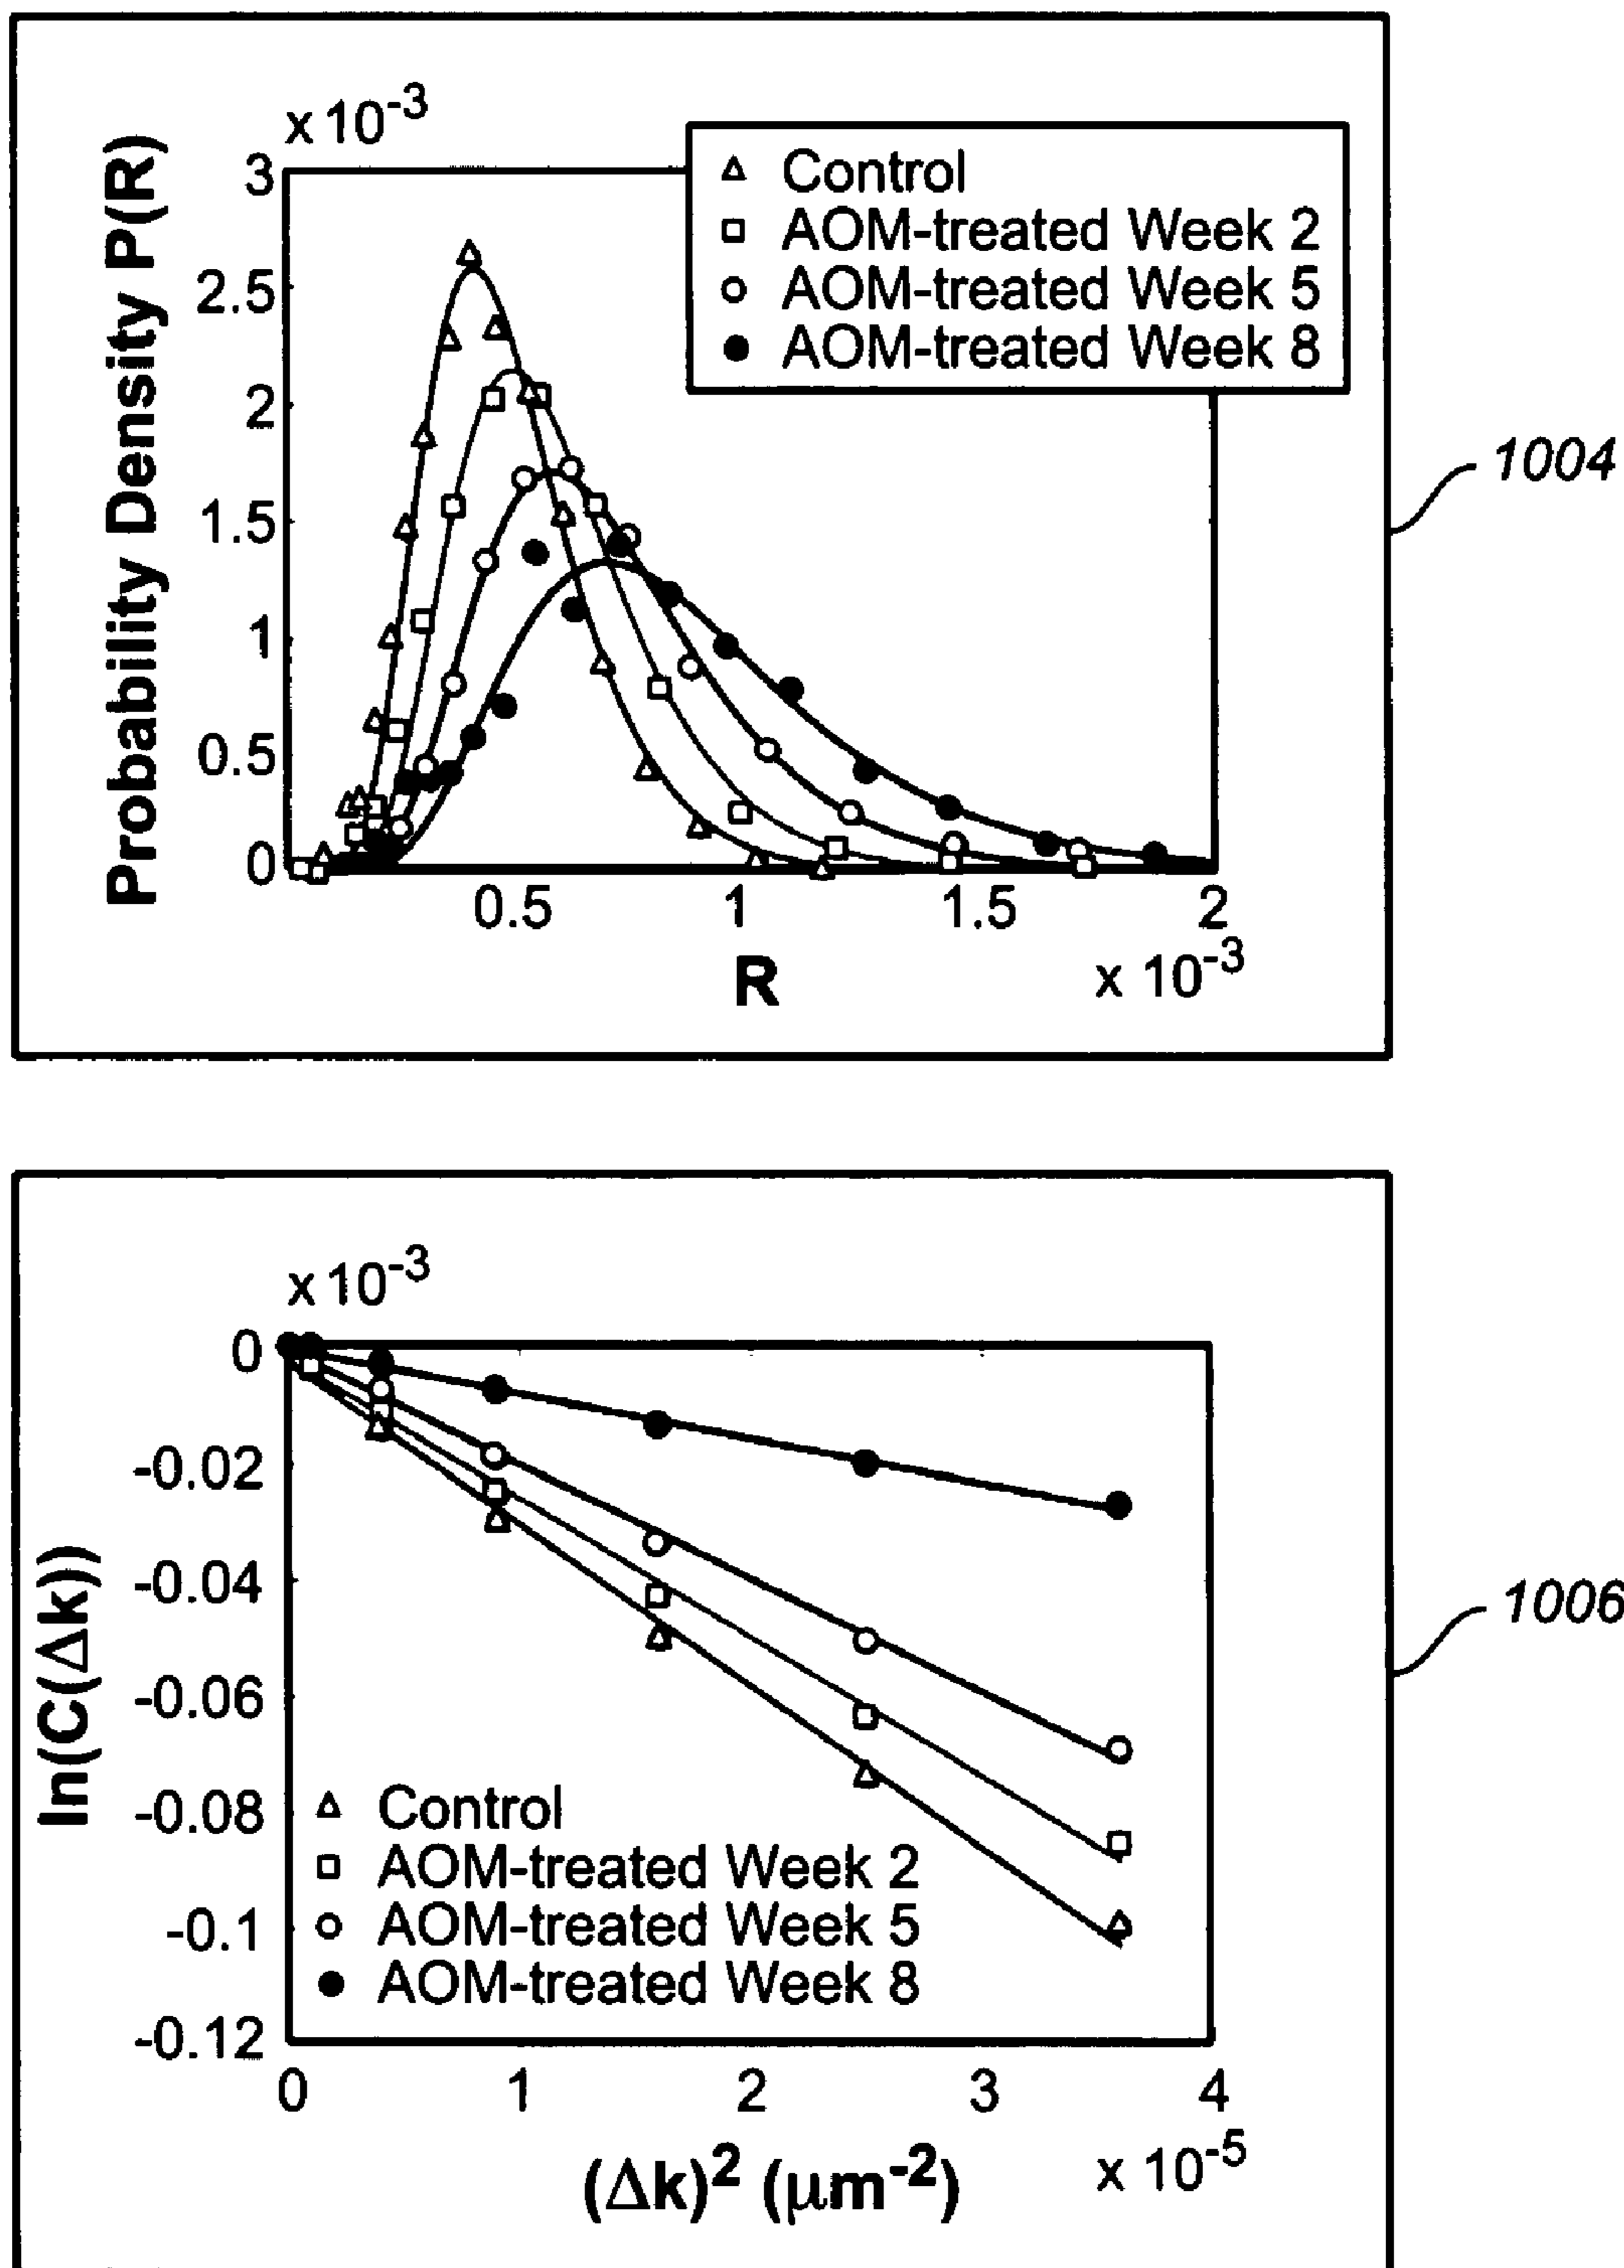 x 10-3
Probability Density P(R)
3
2.5
2
1.5
1
0.5
0
Control
AOM-treated Week 2
AOM-treated Week 5
AOM-treated Week 8
0.5
1
1.5
2
R
x 10-3
1004
x 10-3
ln(C(Δk))
0
-0.02
-0.04
-0.06
-0.08
-0.1
-0.12
Control
AOM-treated Week 2
AOM-treated Week 5
AOM-treated Week 8
0
1
2
3
4
(Δk)2 (μm-2)
x 10-5
1006